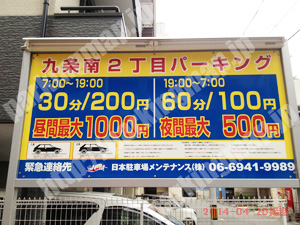 九条南2丁目パーキング
7:00〜19:00 19:00〜7:00
30分/200円 60分/100円
昼間最大1000円 夜間最大 500円
緊急連絡先 日本駐車場メンテナンス(株) 06-6941-9989